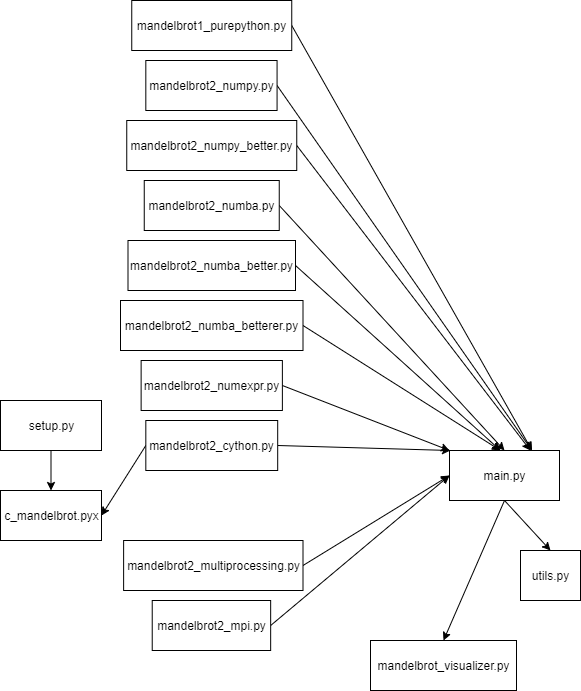 mandelbrot1_purepython.py
mandelbrot2_numpy.py
mandelbrot2_numpy_better.py
mandelbrot2_numba.py
mandelbrot2_numba_better.py
mandelbrot2_numba_betterer.py
mandelbrot2_numexpr.py
setup.py
mandelbrot2_cython.py
main.py
c_mandelbrot.pyx
mandelbrot2_multiprocessing.py
utils.py
mandelbrot2_mpi.py
mandelbrot_visualizer.py